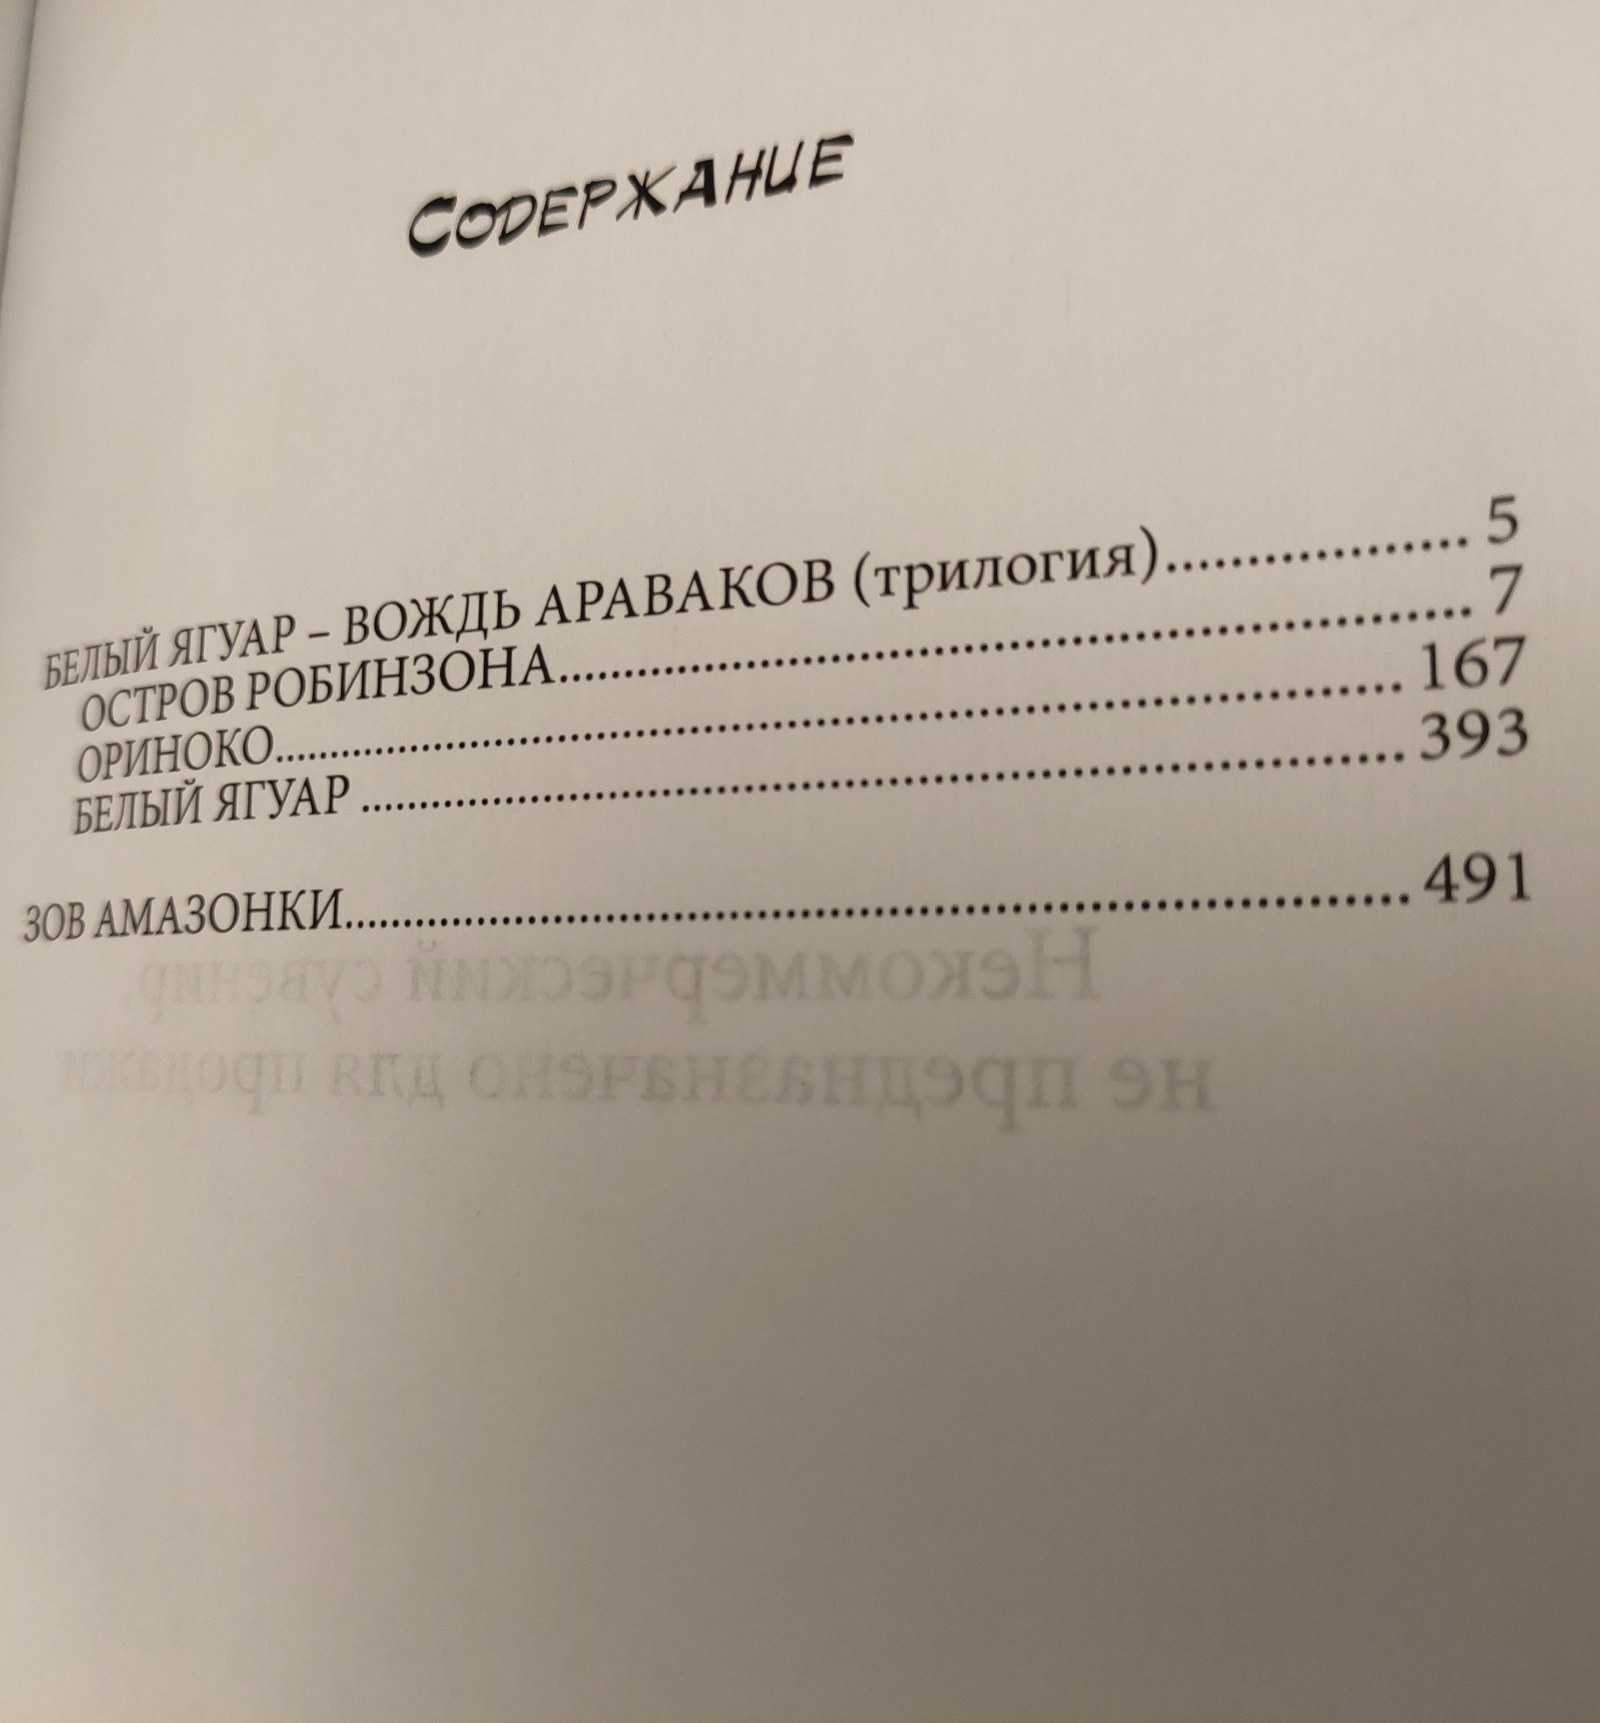 СОДЕРЖАНИЕ
БЕЛЫЙ ЯГУАР – ВОЖДЬ АРАВАКОВ (трилогия)................... 5
ОСТРОВ РОБИНЗОНА.................................................................. 7
ОРИНОКО.................................................................................. 167
БЕЛЫЙ ЯГУАР ........................................................................... 393
ЗОВ АМАЗОНКИ........................................................................ 491
Некоммерческий сувенир,
не предназначено для продажи